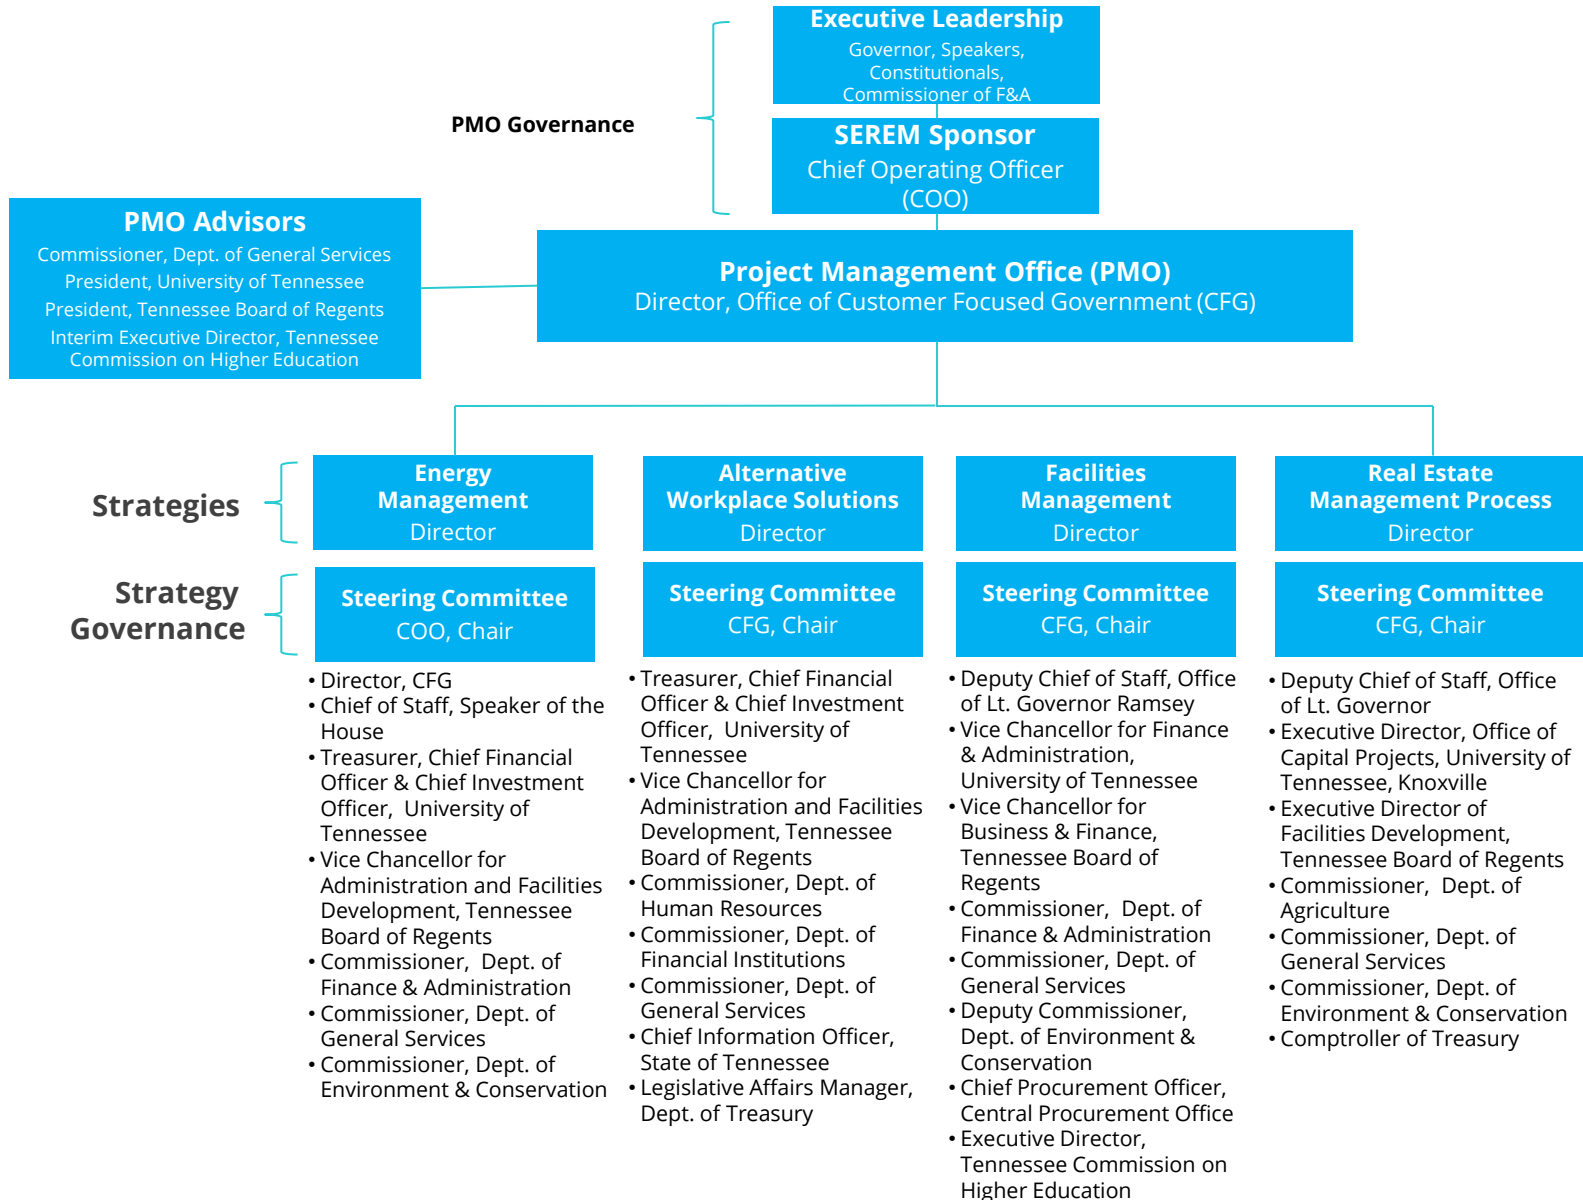 Executive Leadership
Governor, Speakers,
Constitutionals,
Commissioner of F&A
PMO Governance
SEREM Sponsor
Chief Operating Officer
(COO)
PMO Advisors
Commissioner, Dept. of General Services
President, University of Tennessee
President, Tennessee Board of Regents
Interim Executive Director, Tennessee
Commission on Higher Education
Project Management Office (PMO)
Director, Office of Customer Focused Government (CFG)
Strategies
Energy
Management
Director
Alternative
Workplace Solutions
Director
Facilities
Management
Director
Real Estate
Management Process
Director
Strategy
Governance
Steering Committee
COO, Chair
Steering Committee
CFG, Chair
Steering Committee
CFG, Chair
Steering Committee
CFG, Chair
• Director, CFG
• Chief of Staff, Speaker of the
House
• Treasurer, Chief Financial
Officer & Chief Investment
Officer, University of
Tennessee
• Vice Chancellor for
Administration and Facilities
Development, Tennessee
Board of Regents
• Commissioner, Dept. of
Finance & Administration
• Commissioner, Dept. of
General Services
• Commissioner, Dept. of
Environment & Conservation
• Treasurer, Chief Financial
Officer & Chief Investment
Officer, University of
Tennessee
• Vice Chancellor for
Administration and Facilities
Development, Tennessee
Board of Regents
• Commissioner, Dept. of
Human Resources
• Commissioner, Dept. of
Financial Institutions
• Commissioner, Dept. of
General Services
• Chief Information Officer,
State of Tennessee
• Legislative Affairs Manager,
Dept. of Treasury
• Deputy Chief of Staff, Office
of Lt. Governor Ramsey
• Vice Chancellor for Finance
& Administration,
University of Tennessee
• Vice Chancellor for
Business & Finance,
Tennessee Board of
Regents
• Commissioner, Dept. of
Finance & Administration
• Commissioner, Dept. of
General Services
• Deputy Commissioner,
Dept. of Environment &
Conservation
• Chief Procurement Officer,
Central Procurement Office
• Executive Director,
Tennessee Commission on
Higher Education
• Deputy Chief of Staff, Office
of Lt. Governor
• Executive Director, Office of
Capital Projects, University of
Tennessee, Knoxville
• Executive Director of
Facilities Development,
Tennessee Board of Regents
• Commissioner, Dept. of
Agriculture
• Commissioner, Dept. of
General Services
• Commissioner, Dept. of
Environment & Conservation
• Comptroller of Treasury